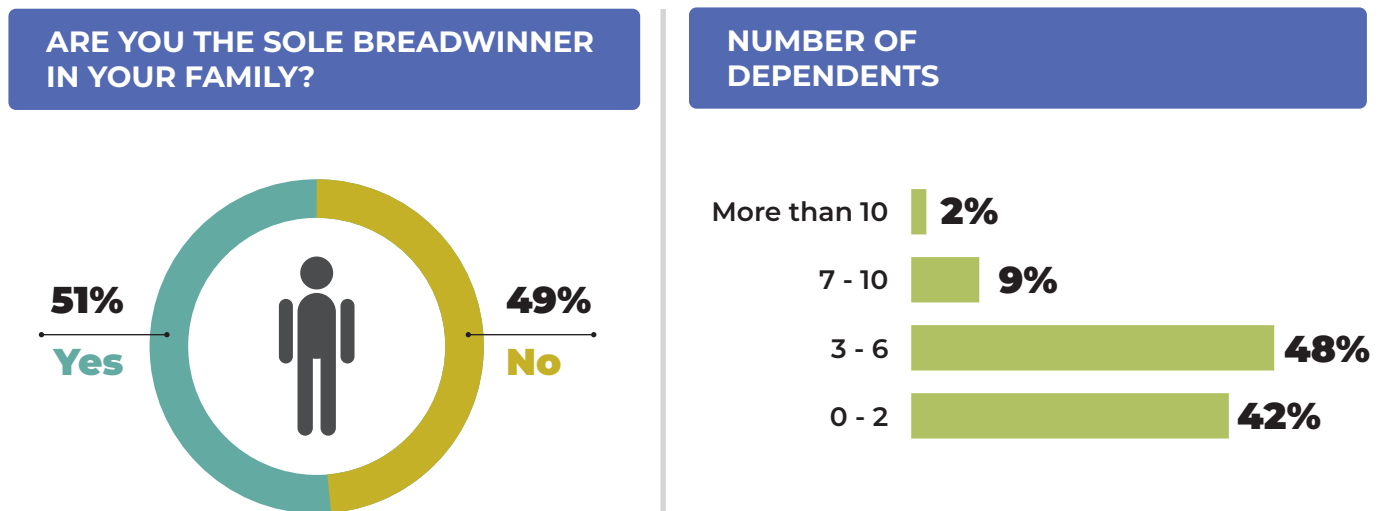 ARE YOU THE SOLE BREADWINNER
IN YOUR FAMILY?
51%
Yes
49%
No
NUMBER OF
DEPENDENTS
More than 10 2%
7 - 10 9%
3 - 6 48%
0 - 2 42%